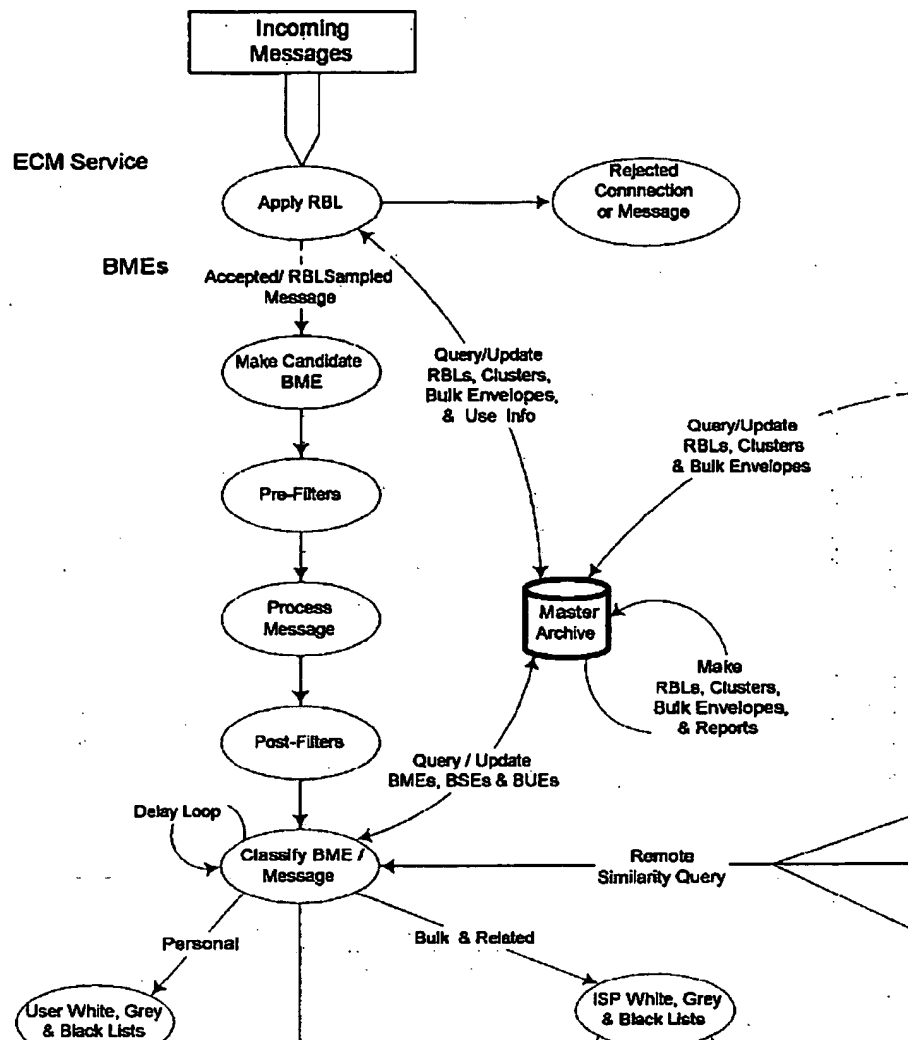 Incoming
Messages
ECM Service
Apply RBL
Rejected
Connnection
or Message
BMEs
Accepted/ RBLSampled
Message
Make Candidate
BME
Query/Update
RBLs, Clusters,
Bulk Envelopes,
& Use Info
Query/Update
RBLs, Clusters
& Bulk Envelopes
Pre-Filters
Process
Message
Master
Archive
Make
RBLs, Clusters,
Bulk Envelopes,
& Reports
Post-Filters
Query / Update
BMEs, BSEs & BUEs
Delay Loop
Classify BME /
Message
Remote
Similarity Query
Personal
Bulk & Related
User White, Grey
& Black Lists
ISP White, Grey
& Black Lists